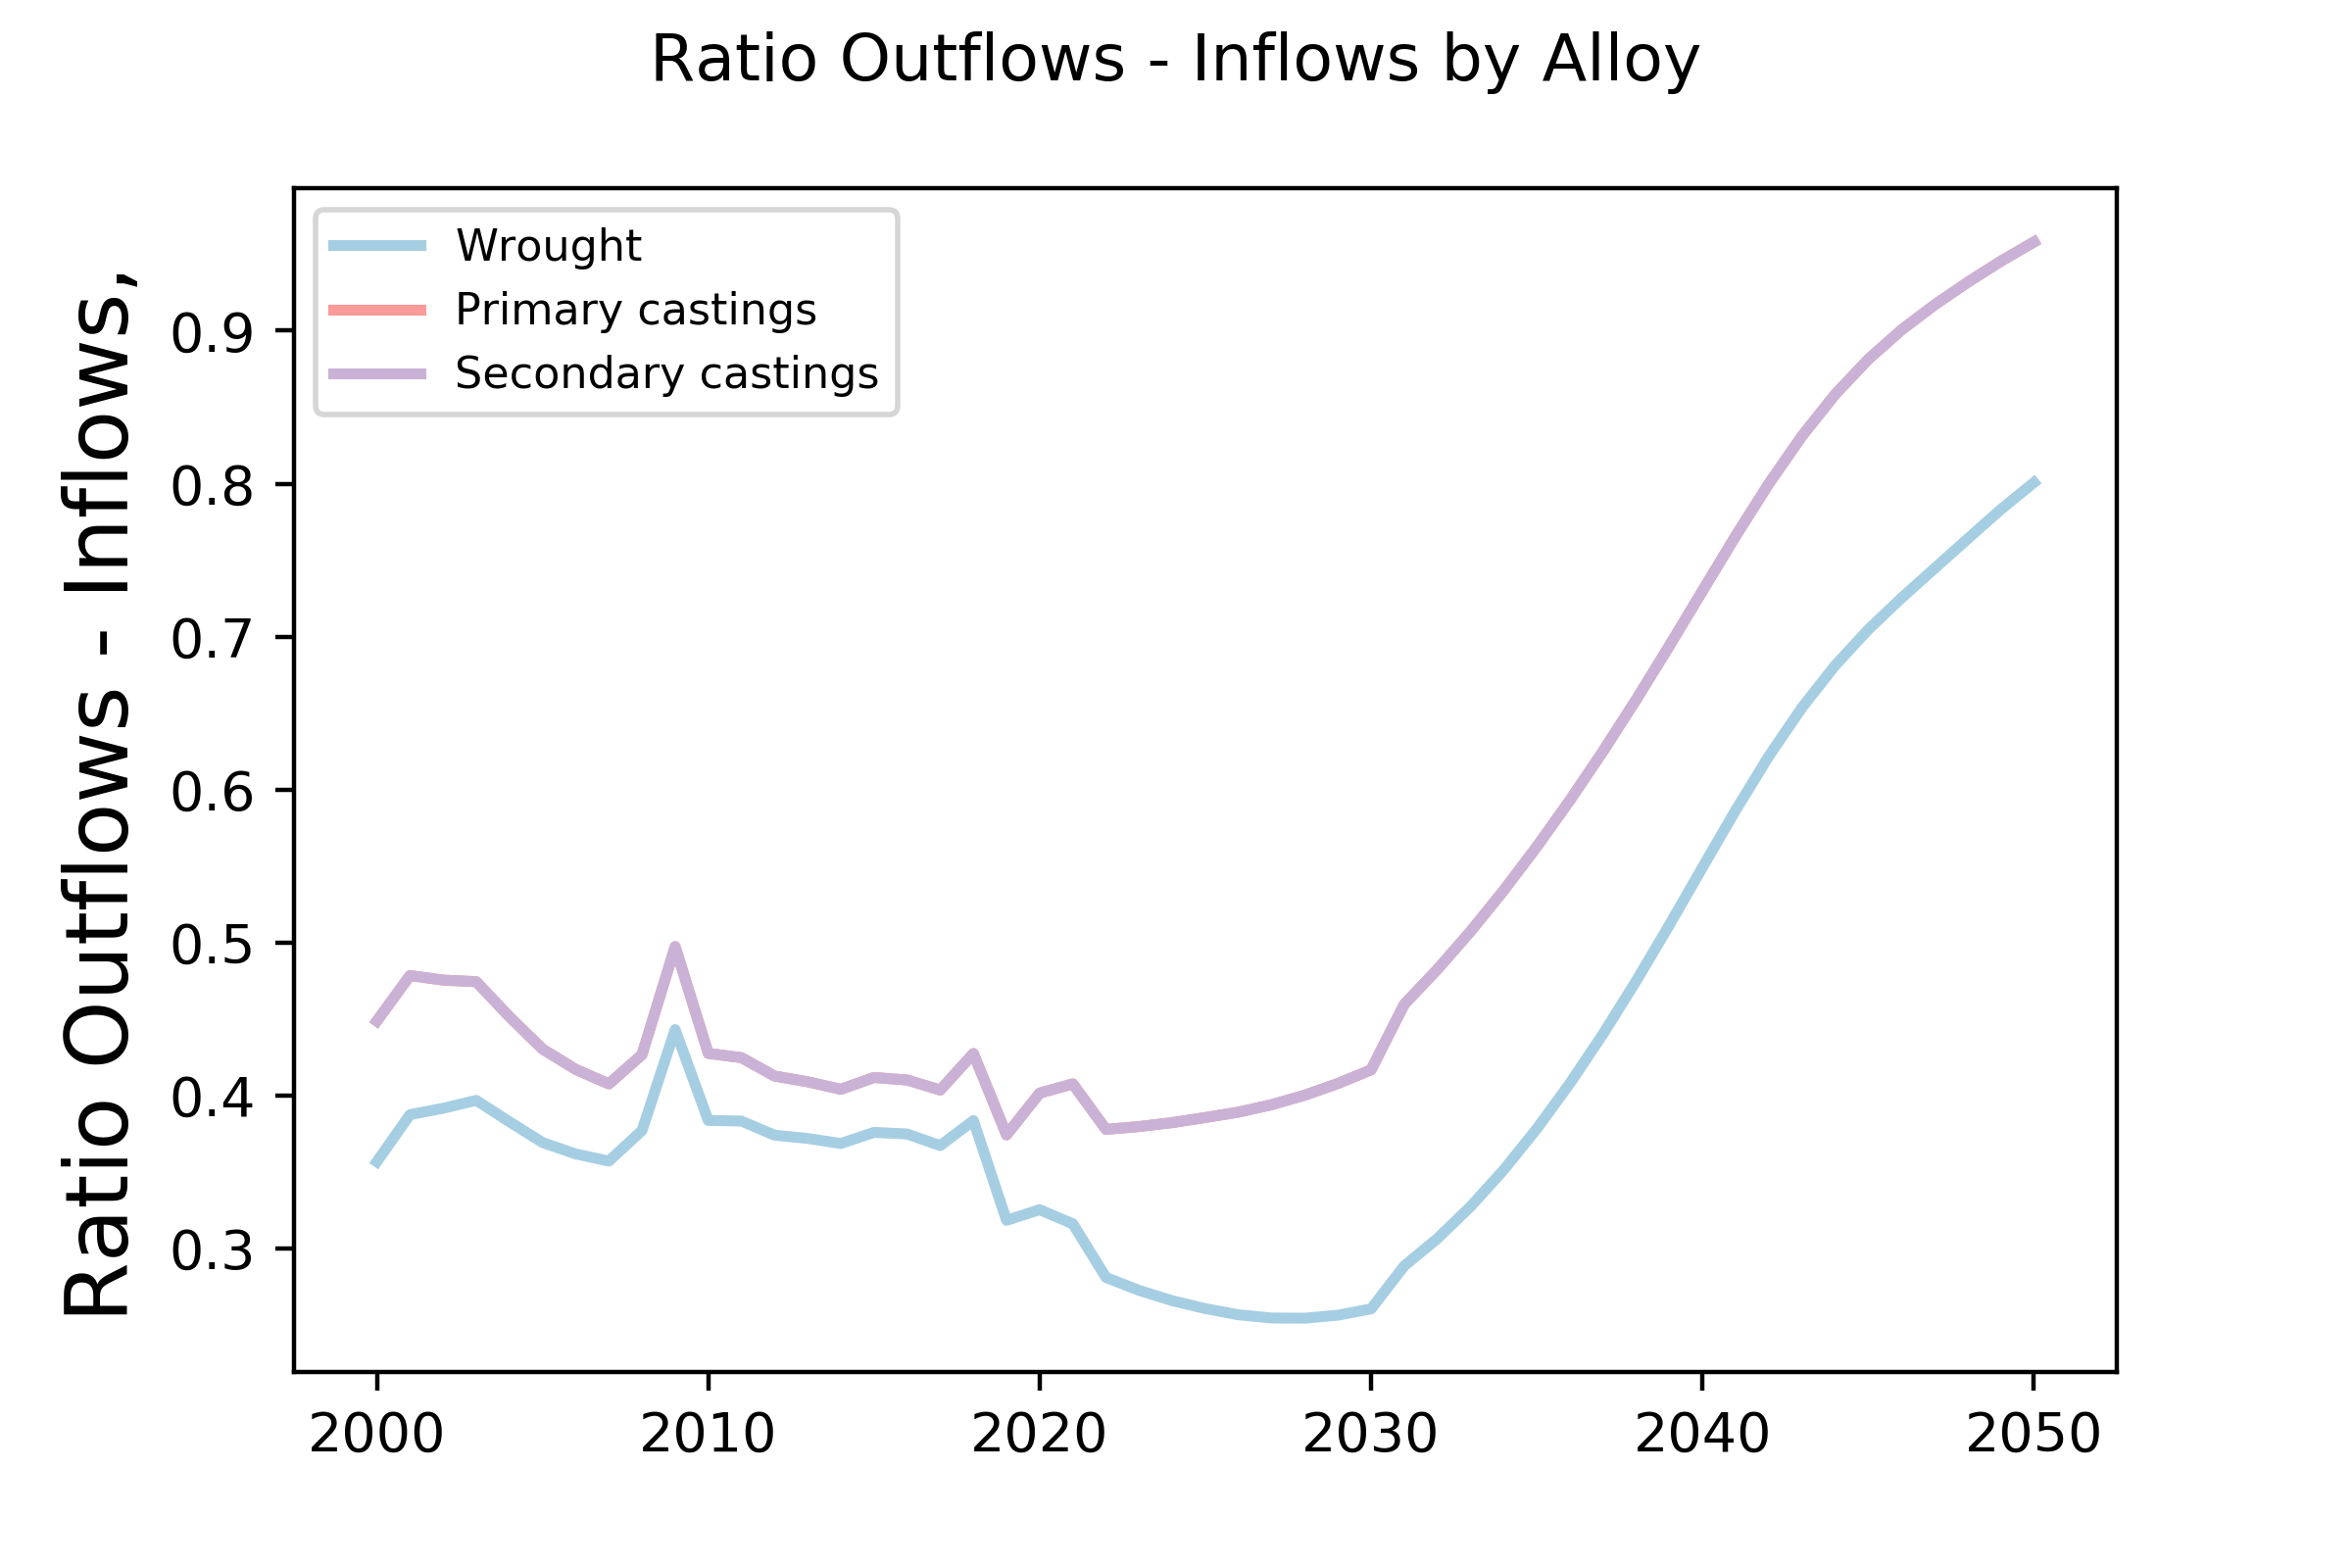 Ratio Outflows - Inflows by Alloy
Ratio Outflows - Inflows,
Wrought
Primary castings
Secondary castings
0.9
0.8
0.7
0.6
0.5
0.4
0.3
2000 2010 2020 2030 2040 2050